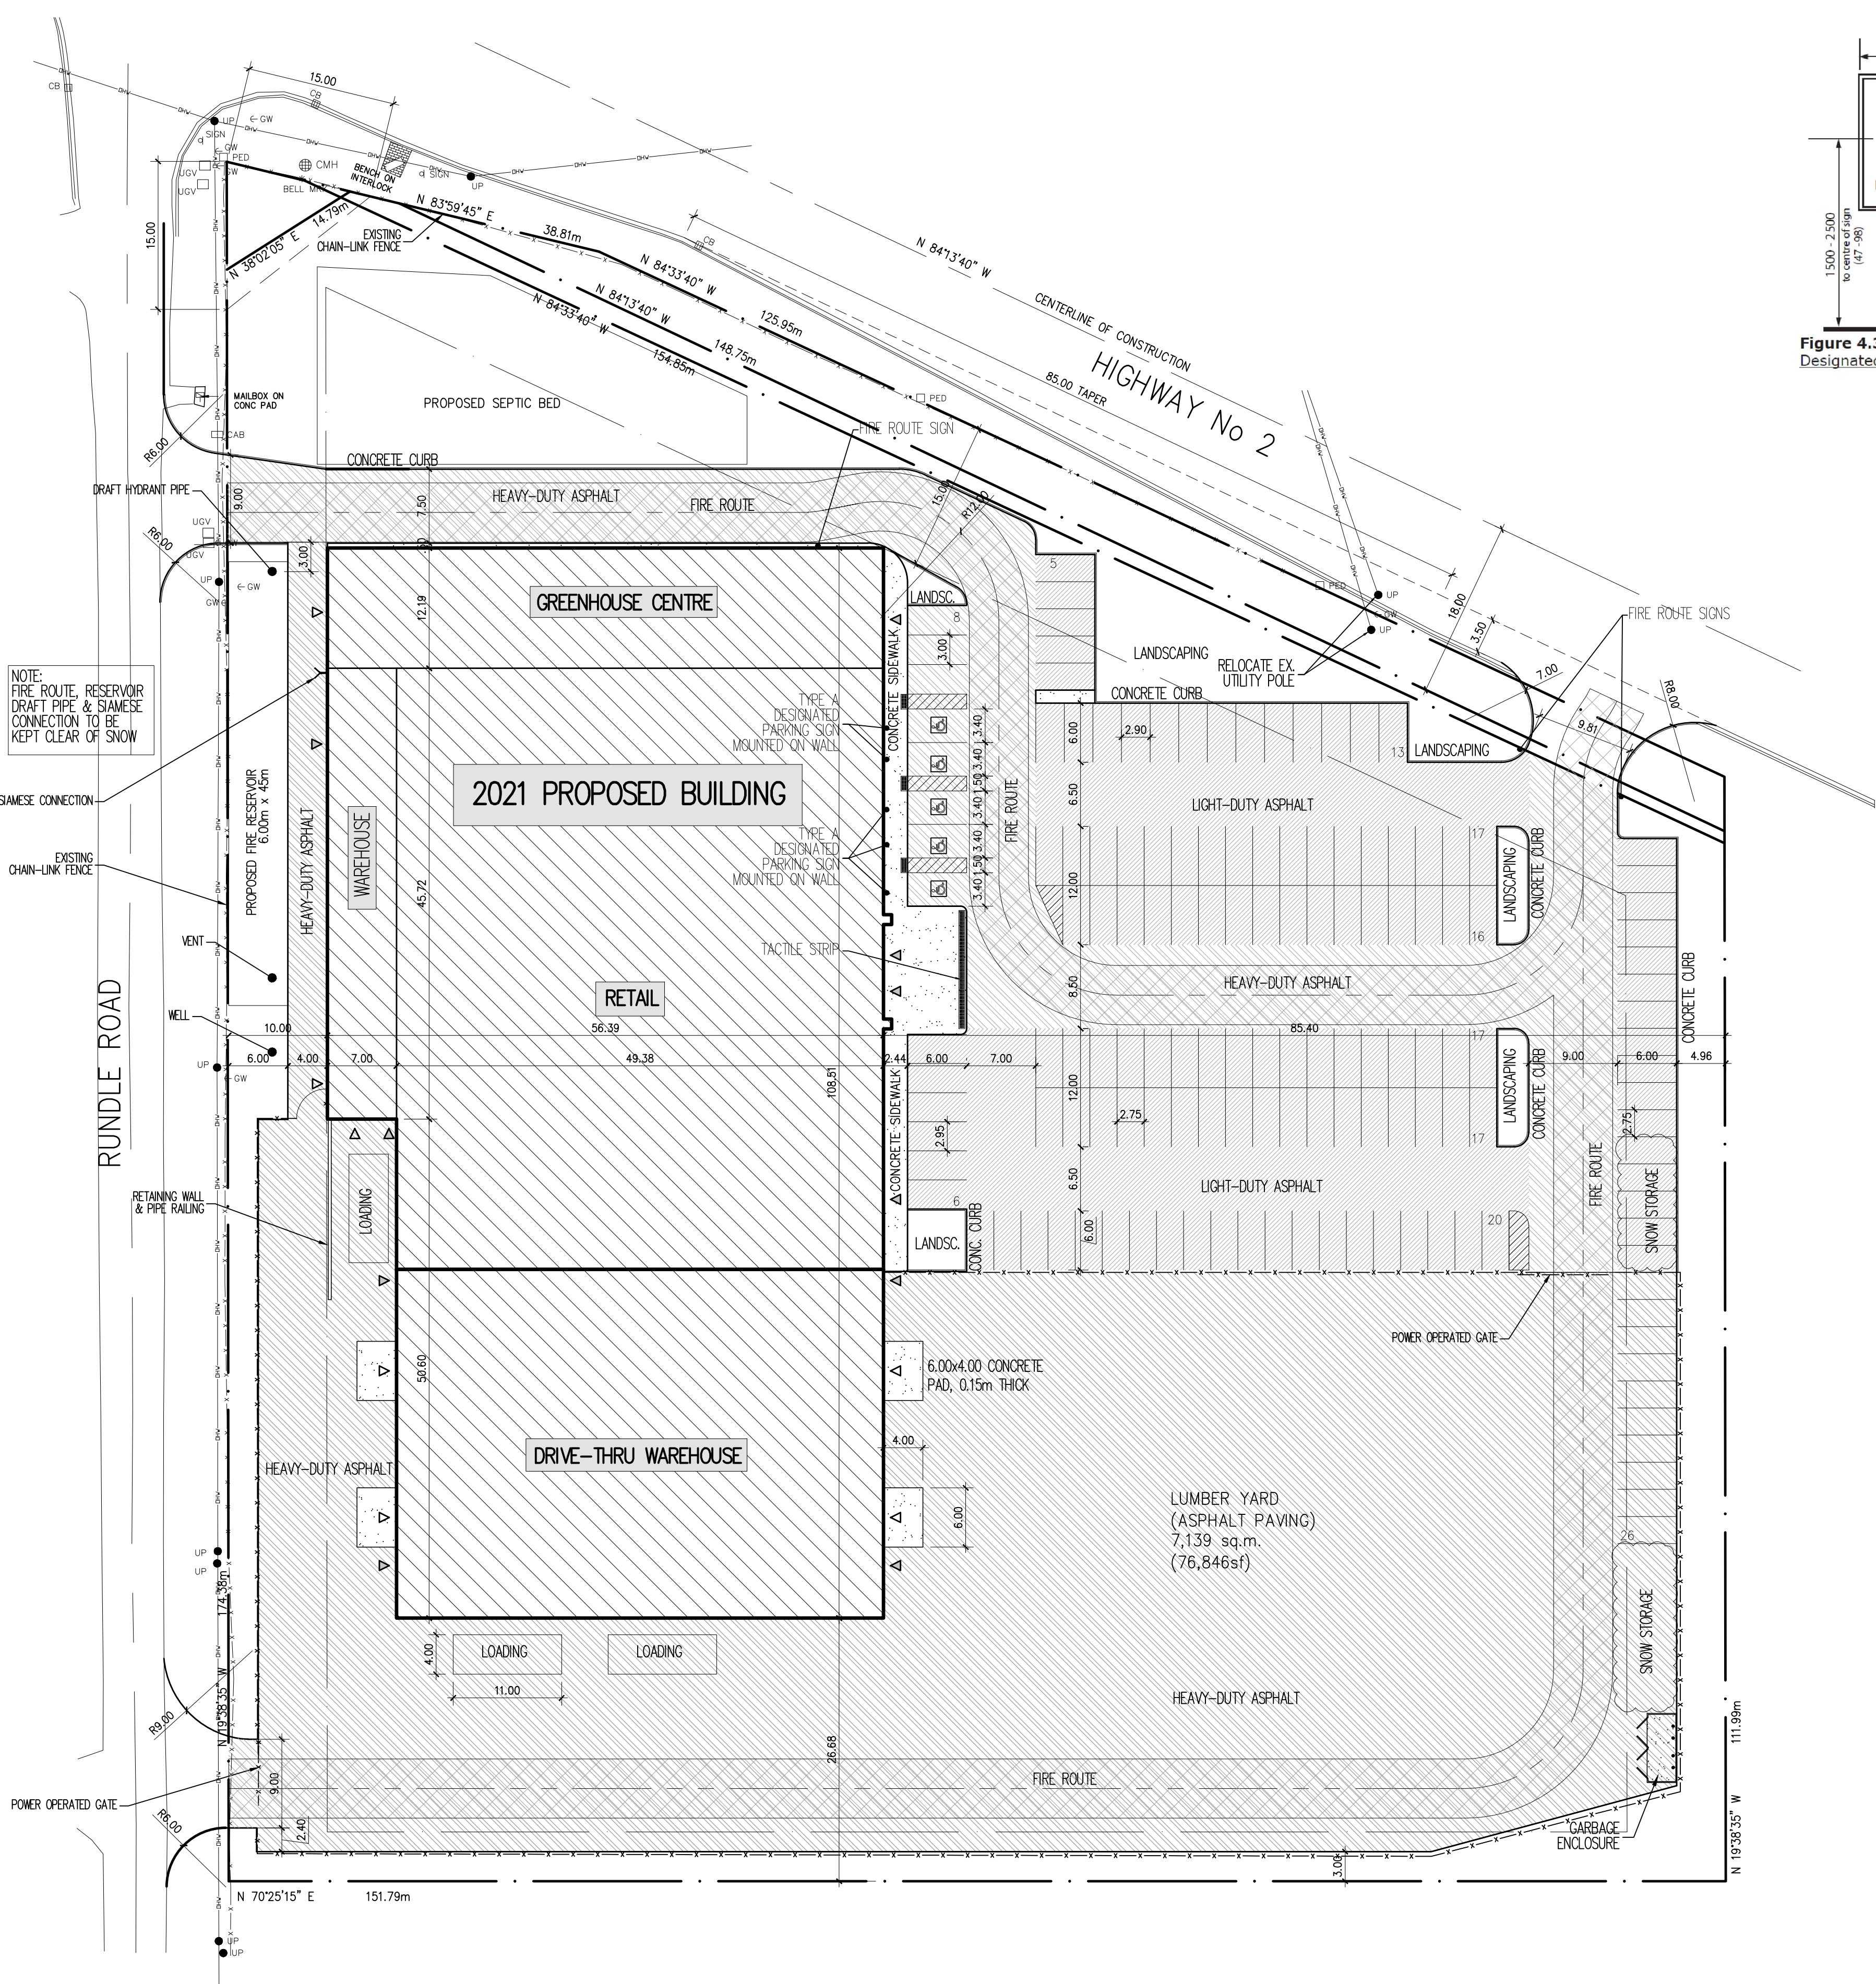 15.00
CB
CB
DHW
UP
GW
SIGN
GW
PED
GW
UGV
UGV
CMH
BENCH ON
INTERLOCK
SIGN
UP
N 38°02'05" E 14.79m
EXISTING
CHAIN-LINK FENCE
N 83°59'45" E
38.81m
CB
15.00
N 84°33'40" W
125.95m
N 84°13'40" W
148.75m
N 84°33'40" W
154.85m
N 84°13'40" W
CENTERLINE OF CONSTRUCTION
85.00 TAPER
HIGHWAY No 2
1500 - 2500
to centre of sign
(47 -98)
Figure 4.3
Designated
MAILBOX ON
CONC PAD
CAB
R6.00
PROPOSED SEPTIC BED
PED
FIRE ROUTE SIGN
CONCRETE CURB
DRAFT HYDRANT PIPE
9.00
7.50
HEAVY-DUTY ASPHALT
FIRE ROUTE
15.00
R12.00
UGV
GW
UGV
R6.00
3.00
UP
GW
GW
GREENHOUSE CENTRE
12.19
LANDSC.
8
5
PED
UP
GW
UP
18.00
3.50
FIRE ROUTE SIGNS
3.00
LANDSCAPING
RELOCATE EX.
UTILITY POLE
7.00
R8.00
NOTE:
FIRE ROUTE, RESERVOIR
DRAFT PIPE & SIAMESE
CONNECTION TO BE
KEPT CLEAR OF SNOW
TYPE A
DESIGNATED
PARKING SIGN
MOUNTED ON WALL
CONCRETE SIDEWALK
CONCRETE CURB
9.81
3.40
3.40
1.50
3.40
3.40
1.50
3.40
6.00
2.90
13
LANDSCAPING
SIAMESE CONNECTION
PROPOSED FIRE RESERVOIR
6.00m x 45m
HEAVY-DUTY ASPHALT
WAREHOUSE
2021 PROPOSED BUILDING
FIRE ROUTE
6.50
LIGHT-DUTY ASPHALT
17
TYPE A
DESIGNATED
PARKING SIGN
MOUNTED ON WALL
EXISTING
CHAIN-LINK FENCE
45.72
12.00
LANDSCAPING
CONCRETE CURB
16
VENT
TACTILE STRIP
8.50
HEAVY-DUTY ASPHALT
CONCRETE CURB
RETAIL
WELL
RUNDLE ROAD
10.00
56.39
85.40
17
UP
GW
6.00
4.00
7.00
49.38
2.44
6.00
7.00
9.00
6.00
4.96
108.51
CONCRETE SIDEWALK
12.00
LANDSCAPING
CONCRETE CURB
2.75
2.75
2.95
17
RETAINING WALL
& PIPE RAILING
LOADING
6.50
LIGHT-DUTY ASPHALT
FIRE ROUTE
SNOW STORAGE
6
LANDSC.
CONC. CURB
6.00
20
POWER OPERATED GATE
50.60
6.00x4.00 CONCRETE
PAD, 0.15m THICK
DRIVE-THRU WAREHOUSE
4.00
HEAVY-DUTY ASPHALT
6.00
LUMBER YARD
(ASPHALT PAVING)
7,139 sq.m.
(76,846sf)
26
UP
UP
174.38m
SNOW STORAGE
4.00
LOADING
LOADING
11.00
HEAVY-DUTY ASPHALT
N 19°38'35" W
R9.00
26.68
111.99m
9.00
FIRE ROUTE
POWER OPERATED GATE
R6.00
2.40
GARBAGE
ENCLOSURE
N 19°38'35" W
3.00
N 70°25'15" E 151.79m
UP
UP